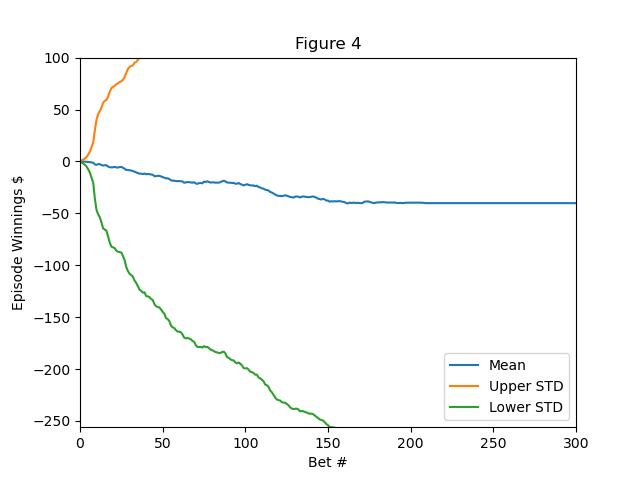 Figure 4
Episode Winnings $
100
50
0
−50
−100
−150
−200
−250
0 50 100 150 200 250 300
Bet #
Mean
Upper STD
Lower STD